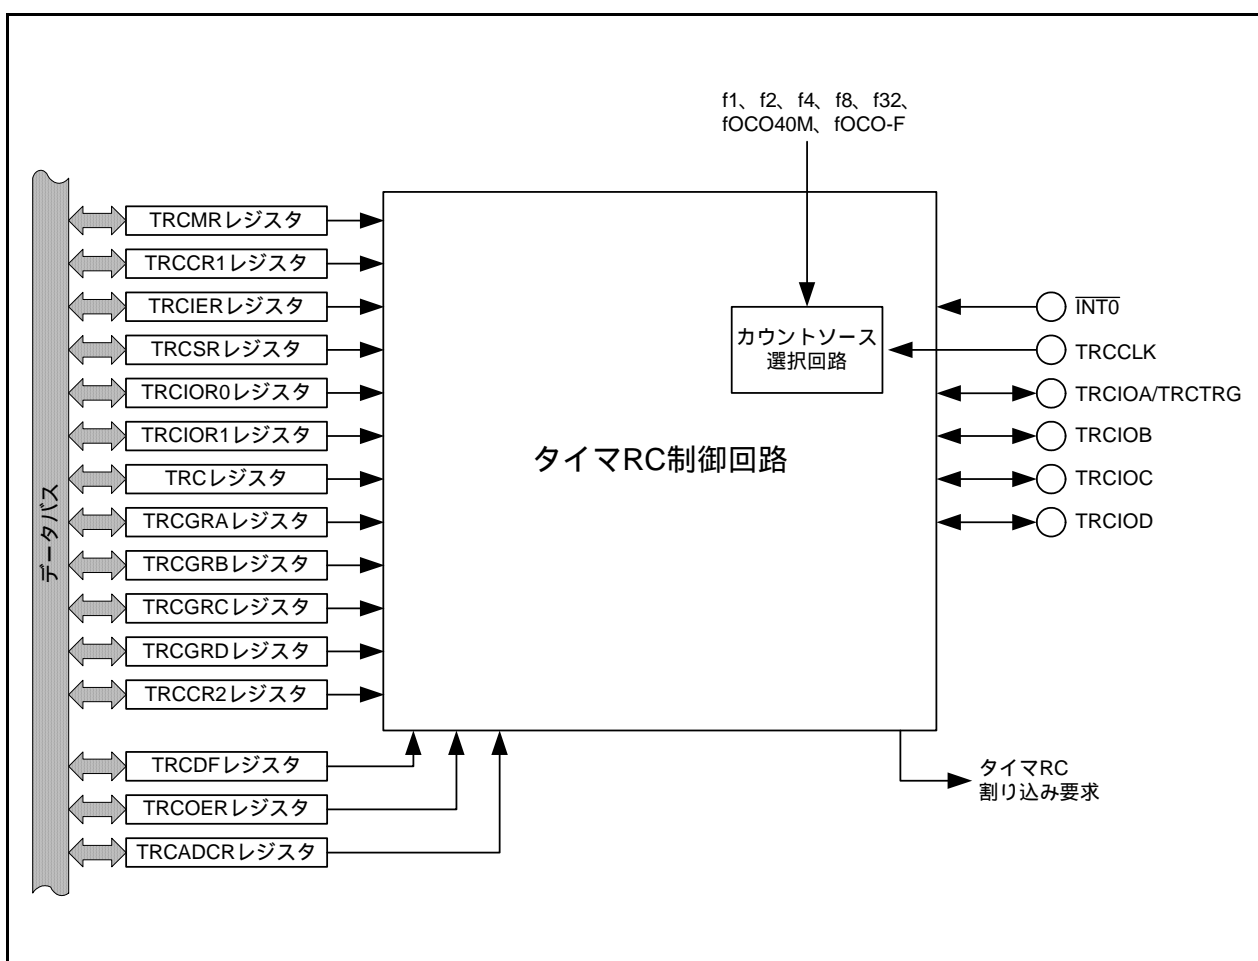 f1、f2、f4、f8、f32、
fOCO40M、fOCO-F
データバス
TRCMRレジスタ
TRCCR1レジスタ
TRCIERレジスタ
TRCSRレジスタ
TRCIOR0レジスタ
TRCIOR1レジスタ
TRCレジスタ
TRCGRAレジスタ
TRCGRBレジスタ
TRCGRCレジスタ
TRCGRDレジスタ
TRCCR2レジスタ
TRCDFレジスタ
TRCOERレジスタ
TRCADCRレジスタ
カウントソース
選択回路
タイマRC制御回路
INT0
TRCCLK
TRCIOA/TRCTRG
TRCIOB
TRCIOC
TRCIOD
タイマRC
割り込み要求